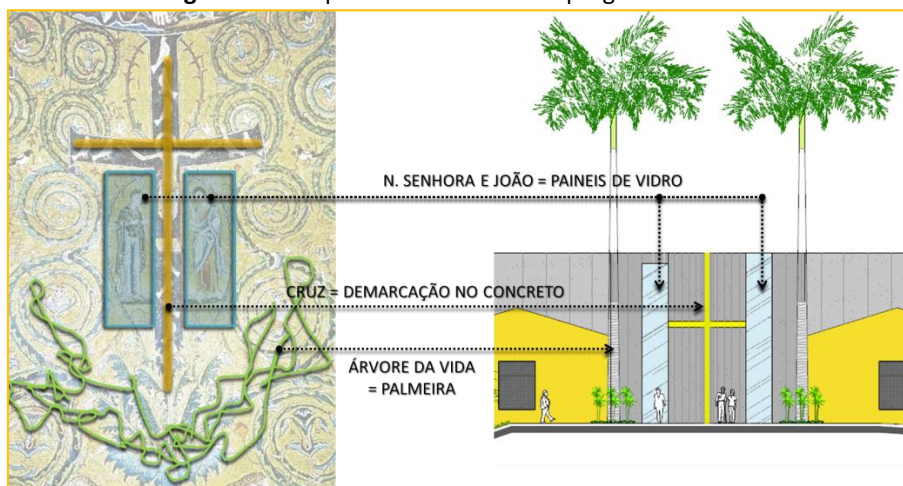 N. SENHORA E JOÃO = PAINEIS DE VIDRO
CRUZ = DEMARCAÇÃO NO CONCRETO
ÁRVORE DA VIDA
= PALMEIRA